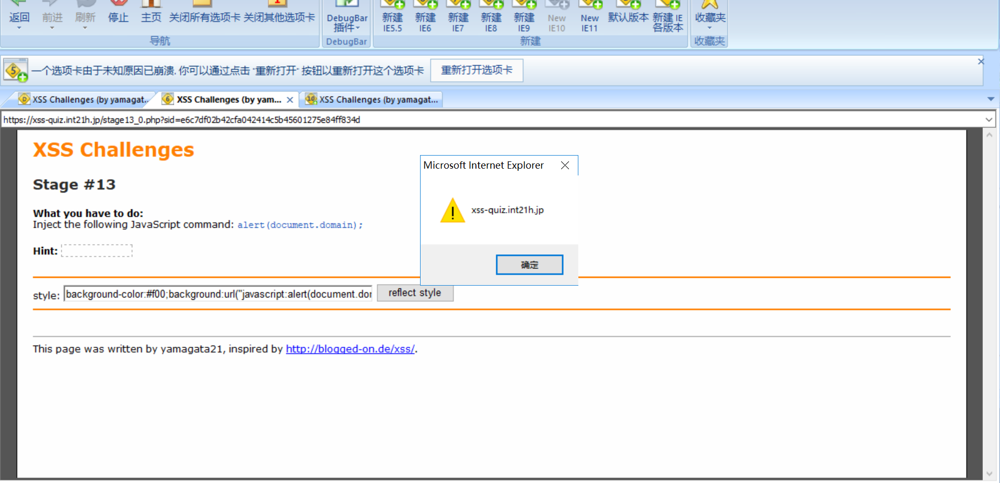 返回 前进 刷新 停止 主页 关闭所有选项卡 关闭其他选项卡 DebugBar 插件 新建 IE5.5 新建 IE6 新建 IE7 新建 IE8 新建 IE9 New IE10 New IE11 默认版本 新建 IE 各版本 收藏夹
导航 DebugBar 新建 收藏夹
一个选项卡由于未知原因已崩溃. 你可以通过点击 "重新打开" 按钮以重新打开这个选项卡 重新打开选项卡
XSS Challenges (by yamagat... XSS Challenges (by yam... XSS Challenges (by yamagat...
https://xss-quiz.int21h.jp/stage13_0.php?sid=e6c7df02b42cfa042414c5b45601275e84ff834d
XSS Challenges
Microsoft Internet Explorer
Stage #13
xss-quiz.int21h.jp
What you have to do:
Inject the following JavaScript command: alert(document.domain);
Hint:
确定
style: background-color:#f00;background:url("javascript:alert(document.dor reflect style
This page was written by yamagata21, inspired by http://blogged-on.de/xss/.